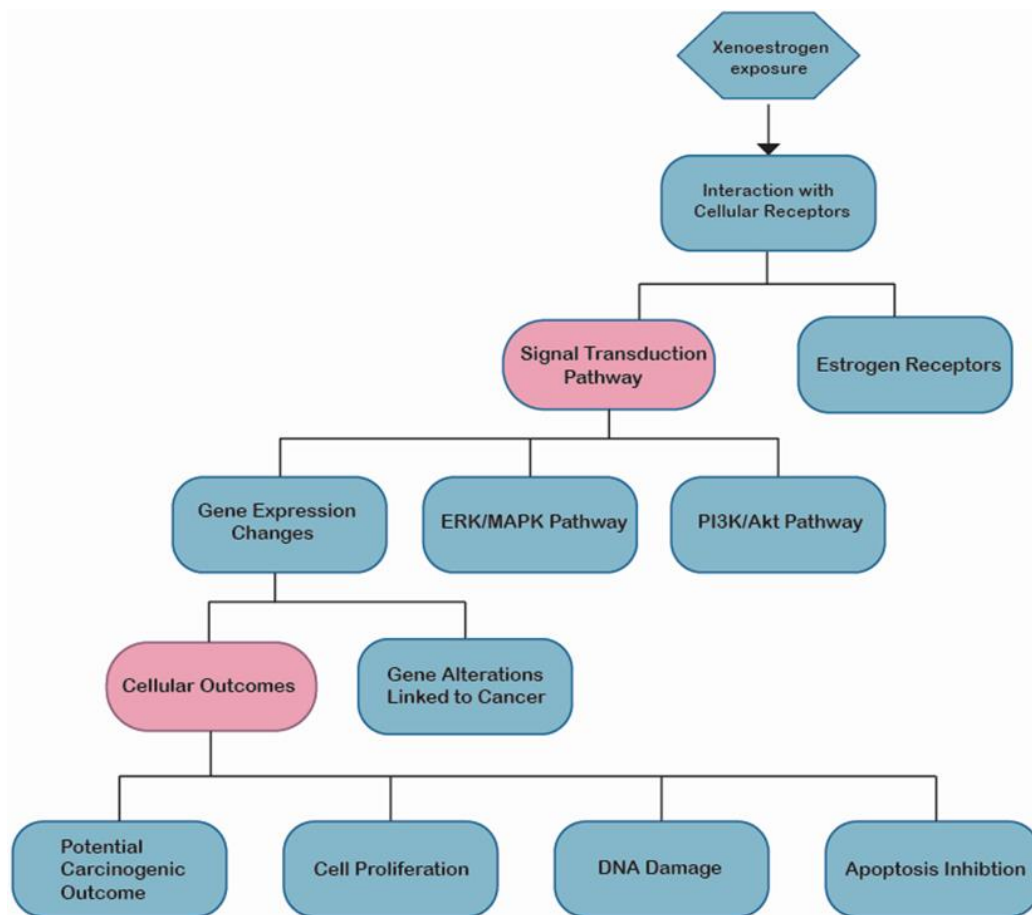 Xenoestrogen
exposure
Interaction with
Cellular Receptors
Signal Transduction
Pathway
Estrogen Receptors
Gene Expression
Changes
ERK/MAPK Pathway
PI3K/Akt Pathway
Cellular Outcomes
Gene Alterations
Linked to Cancer
Potential
Carcinogenic
Outcome
Cell Proliferation
DNA Damage
Apoptosis Inhibtion